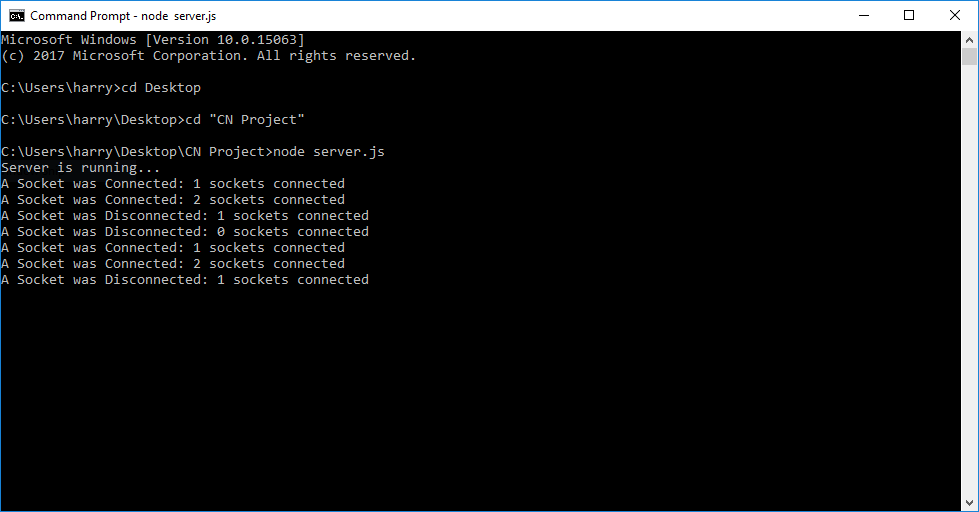 Command Prompt - node  server.js
Microsoft Windows [Version 10.0.15063]
(c) 2017 Microsoft Corporation. All rights reserved.
C:\Users\harry>cd Desktop
C:\Users\harry\Desktop>cd "CN Project"
C:\Users\harry\Desktop\CN Project>node server.js
Server is running...
A Socket was Connected: 1 sockets connected
A Socket was Connected: 2 sockets connected
A Socket was Disconnected: 1 sockets connected
A Socket was Disconnected: 0 sockets connected
A Socket was Connected: 1 sockets connected
A Socket was Connected: 2 sockets connected
A Socket was Disconnected: 1 sockets connected